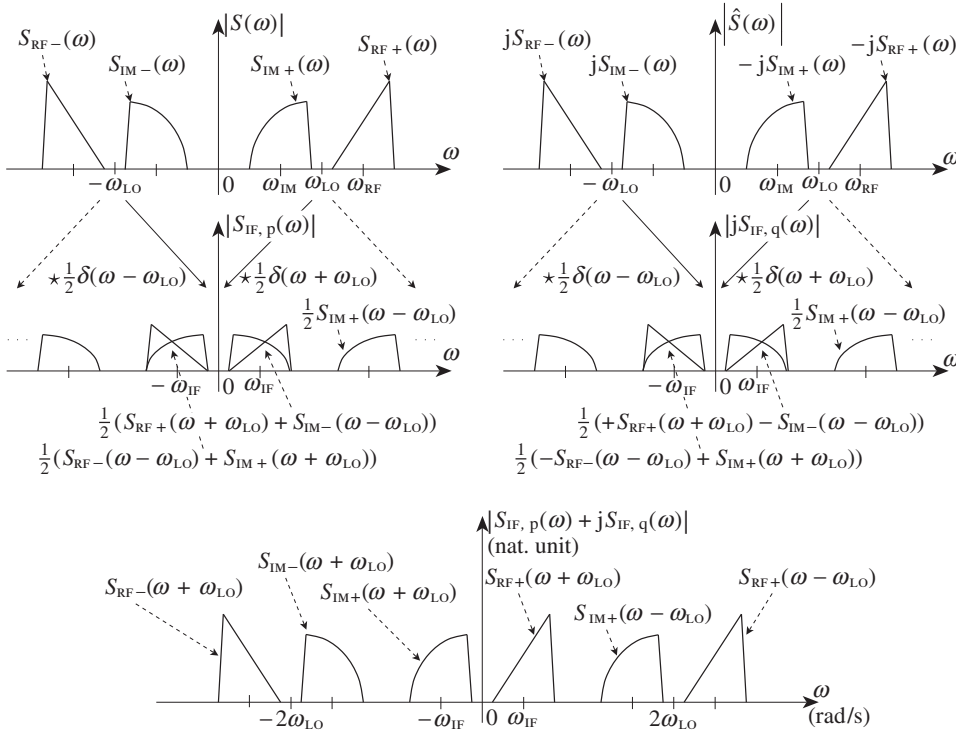 |S(ω)|
S_RF−(ω)
S_IM−(ω)
S_IM+(ω)
S_RF+(ω)
ω
−ω_LO
0
ω_IM
ω_LO
ω_RF
|Ŝ(ω)|
jS_RF−(ω)
jS_IM−(ω)
−jS_IM+(ω)
−jS_RF+(ω)
ω
−ω_LO
0
ω_IM
ω_LO
ω_RF
|S_IF, p(ω)|
⋆½δ(ω − ω_LO)
⋆½δ(ω + ω_LO)
½S_IM+(ω − ω_LO)
....
....
ω
−ω_IF
0
ω_IF
½(S_RF+(ω + ω_LO) + S_IM−(ω − ω_LO))
½(S_RF−(ω − ω_LO) + S_IM+(ω + ω_LO))
|jS_IF, q(ω)|
⋆½δ(ω − ω_LO)
⋆½δ(ω + ω_LO)
½S_IM+(ω − ω_LO)
....
....
ω
−ω_IF
0
ω_IF
½(+S_RF+(ω + ω_LO) − S_IM−(ω − ω_LO))
½(−S_RF−(ω − ω_LO) + S_IM+(ω + ω_LO))
|S_IF, p(ω) + jS_IF, q(ω)|
(nat. unit)
S_RF−(ω + ω_LO)
S_IM−(ω + ω_LO)
S_IM+(ω + ω_LO)
S_RF+(ω + ω_LO)
S_IM+(ω − ω_LO)
S_RF+(ω − ω_LO)
ω
(rad/s)
−2ω_LO
−ω_IF
0
ω_IF
2ω_LO